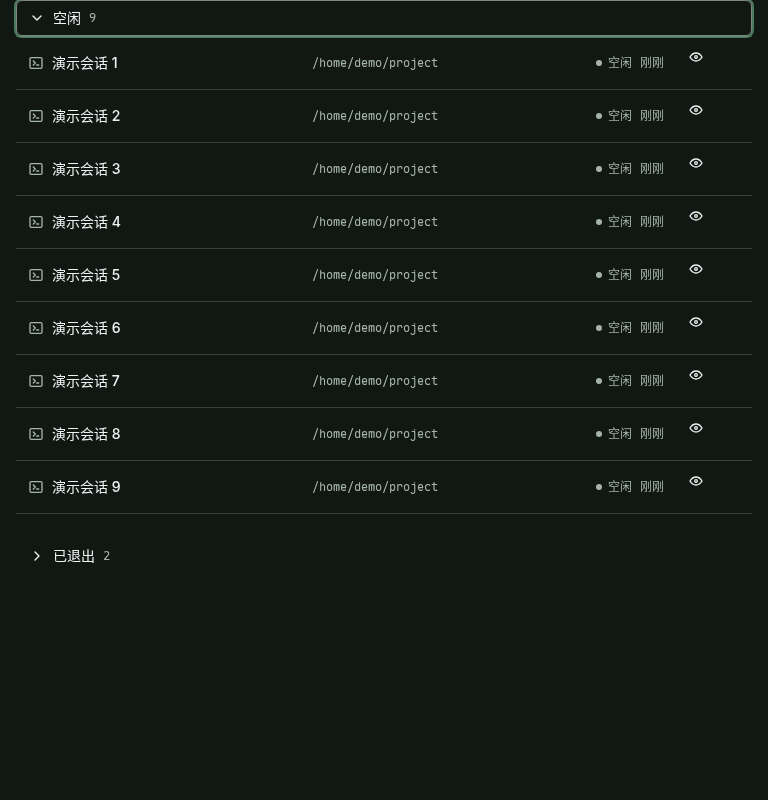 空闲 9
演示会话 1 /home/demo/project 空闲 刚刚
演示会话 2 /home/demo/project 空闲 刚刚
演示会话 3 /home/demo/project 空闲 刚刚
演示会话 4 /home/demo/project 空闲 刚刚
演示会话 5 /home/demo/project 空闲 刚刚
演示会话 6 /home/demo/project 空闲 刚刚
演示会话 7 /home/demo/project 空闲 刚刚
演示会话 8 /home/demo/project 空闲 刚刚
演示会话 9 /home/demo/project 空闲 刚刚
已退出 2